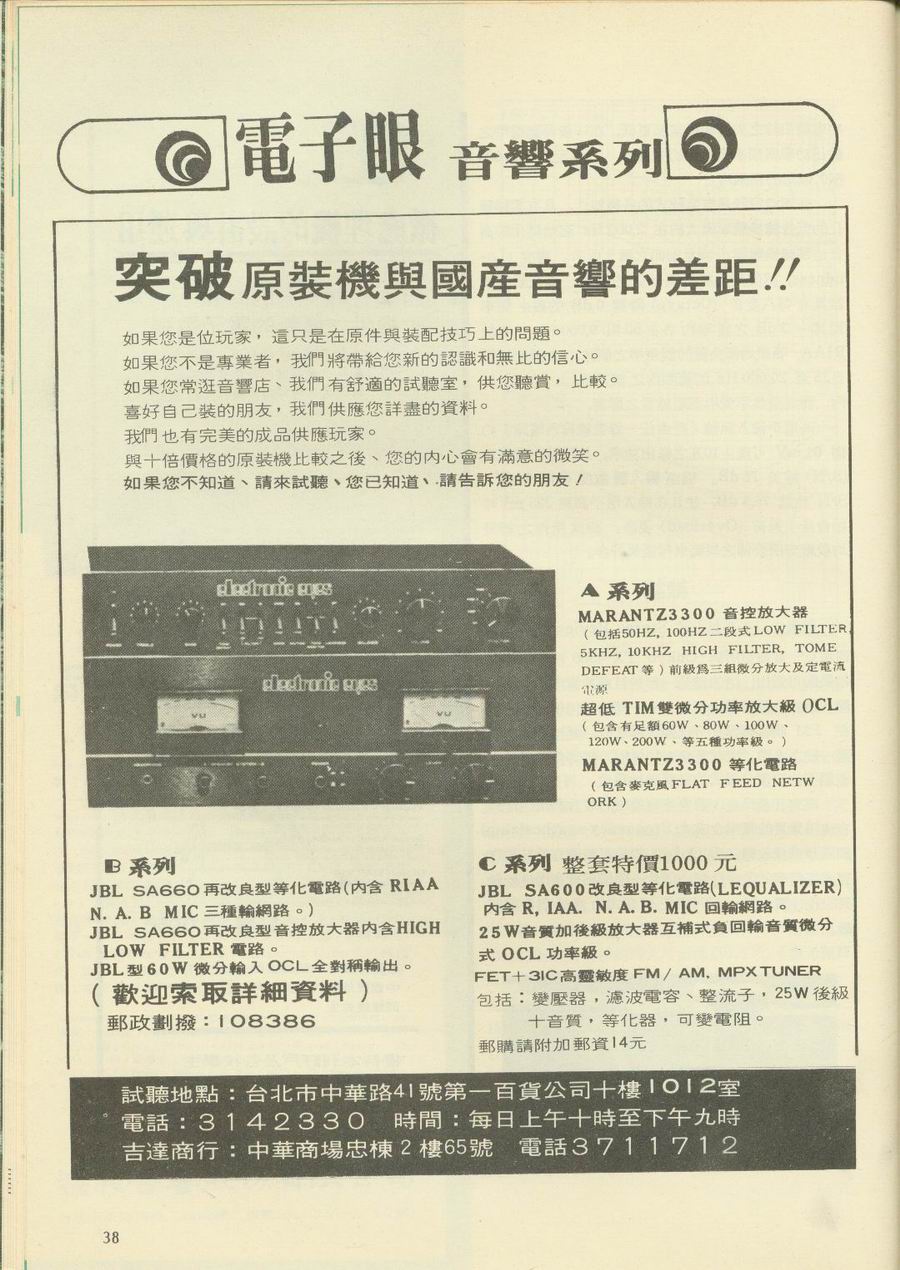 電子眼 音響系列
突破原裝機與國産音響的差距!!
如果您是位玩家，這只是在原件與裝配技巧上的問題。
如果您不是專業者，我們將帶給您新的認識和無比的信心。
如果您常逛音響店、我們有舒適的試聽室，供您聽賞，比較。
喜好自己裝的朋友，我們供應您詳盡的資料。
我們也有完美的成品供應玩家。
與十倍價格的原裝機比較之後、您的內心會有滿意的微笑。
如果您不知道、請來試聽、您已知道、請告訴您的朋友!
electronic eyes
electronic eyes
VU
VU
A 系列
MARANTZ3300 音控放大器
(包括50HZ, 100HZ 二段式LOW FILTER,
5KHZ, 10KHZ HIGH FILTER, TOME
DEFEAT等)前級爲三組微分放大及定電流
電源
超低 TIM雙微分功率放大級 OCL
(包含有足額60W、80W、100W、
120W、200W、等五種功率級。)
MARANTZ3300 等化電路
(包含麥克風FLAT FEED NETW
ORK)
B 系列
JBL SA660再改良型等化電路(內含 RIAA
N. A. B MIC 三種輸網路。)
JBL SA660再改良型音控放大器內含HIGH
LOW FILTER 電路。
JBL型60W微分輸入OCL全對稱輸出。
(歡迎索取詳細資料)
郵政劃撥：108386
C 系列 整套特價1000元
JBL SA600改良型等化電路(LEQUALIZER)
內含 R, IAA. N. A. B. MIC 回輸網路。
25W音質加後級放大器互補式負回輸音質微分
式 OCL 功率級。
FET＋3IC高靈敏度 FM / AM, MPX TUNER
包括：變壓器，濾波電容、整流子，25W後級
十音質，等化器，可變電阻。
郵購請附加郵資14元
試聽地點：台北市中華路41號第一百貨公司十樓1012室
電話：3142330 時間：每日上午十時至下午九時
吉達商行：中華商場忠棟2樓65號 電話3711712
38